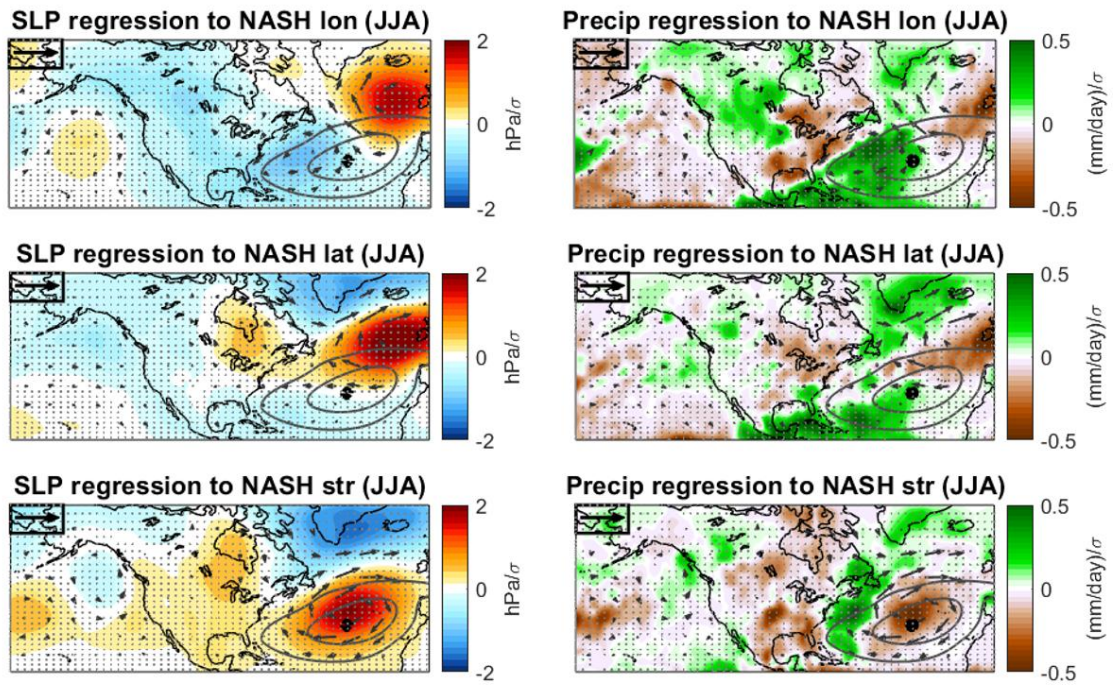 SLP regression to NASH lon (JJA)
2
0
-2
hPa/σ
Precip regression to NASH lon (JJA)
0.5
0
-0.5
(mm/day)/σ
SLP regression to NASH lat (JJA)
2
0
-2
hPa/σ
Precip regression to NASH lat (JJA)
0.5
0
-0.5
(mm/day)/σ
SLP regression to NASH str (JJA)
2
0
-2
hPa/σ
Precip regression to NASH str (JJA)
0.5
0
-0.5
(mm/day)/σ